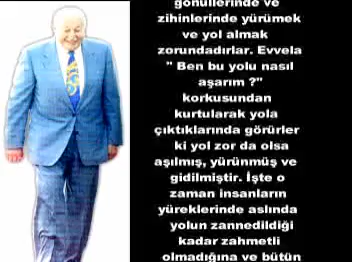 gönüllerinde ve
zihinlerinde yürümek
ve yol almak
zorundadırlar. Evvela
" Ben bu yolu nasıl
aşarım ?"
korkusundan
kurtularak yola
çıktıklarında görürler
ki yol zor da olsa
aşılmış, yürünmüş ve
gidilmiştir. İşte o
zaman insanların
yüreklerinde aslında
yolun zannedildiği
kadar zahmetli
olmadığına ve bütün